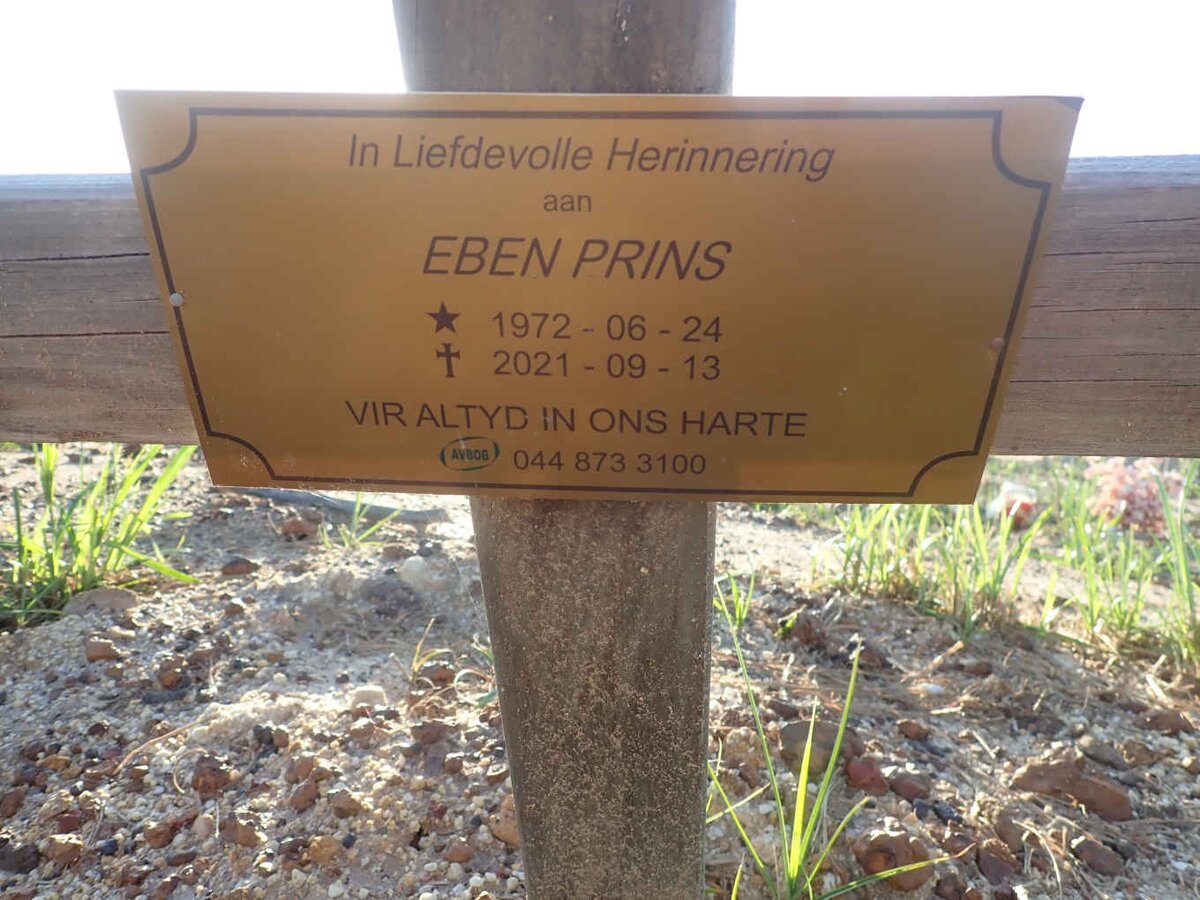 In Liefdevolle Herinnering
aan
EBEN PRINS
1972 - 06 - 24
2021 - 09 - 13
VIR ALTYD IN ONS HARTE
AVBOB 044 873 3100